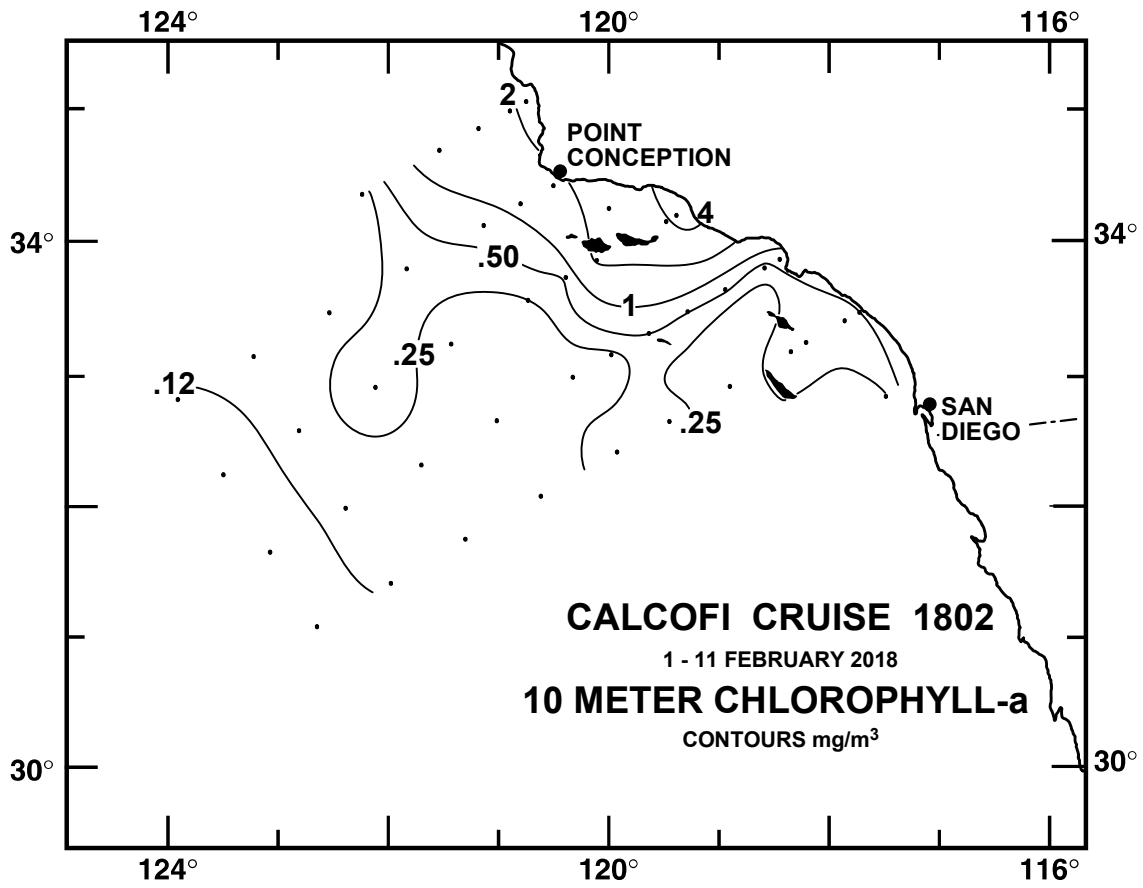 124° 120° 116°
2
POINT
CONCEPTION
4
34° 34°
.50
1
.25
.12
.25
SAN
DIEGO
CALCOFI CRUISE 1802
1 - 11 FEBRUARY 2018
10 METER CHLOROPHYLL-a
CONTOURS mg/m³
30° 30°
124° 120° 116°